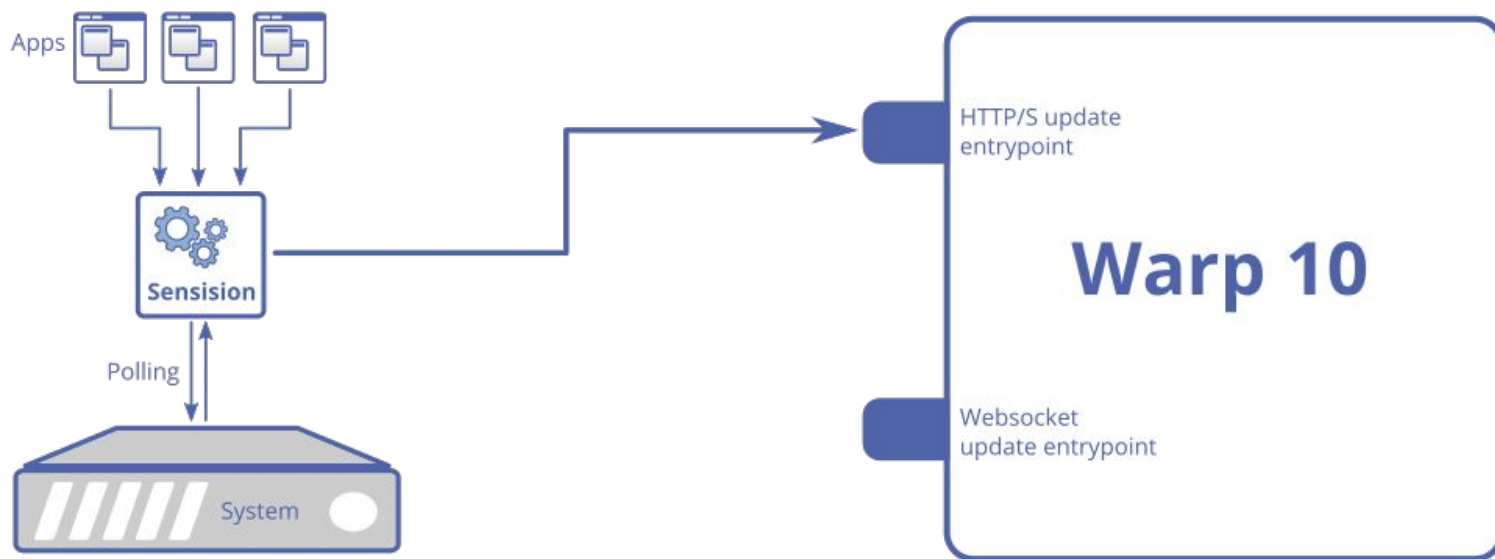 Apps
HTTP/S update
entrypoint
Warp 10
Sensision
Polling
Websocket
update entrypoint
System